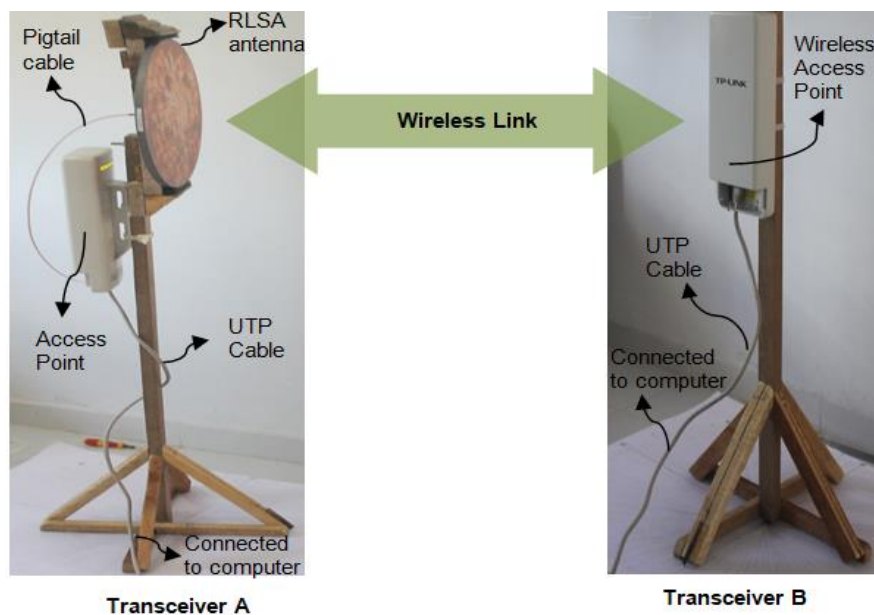 Pigtail
cable
RLSA
antenna
Access
Point
UTP
Cable
Connected
to computer
Transceiver A
Wireless Link
TP-LINK
Wireless
Access
Point
UTP
Cable
Connected
to computer
Transceiver B